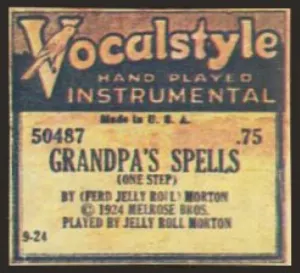 Vocalstyle
HAND PLAYED
INSTRUMENTAL
Made in U. S. A.
50487 .75
GRANDPA'S SPELLS
(ONE STEP)
BY (FERD JELLY ROLL) MORTON
© 1924 MELROSE BROS.
PLAYED BY JELLY ROLL MORTON
9-24